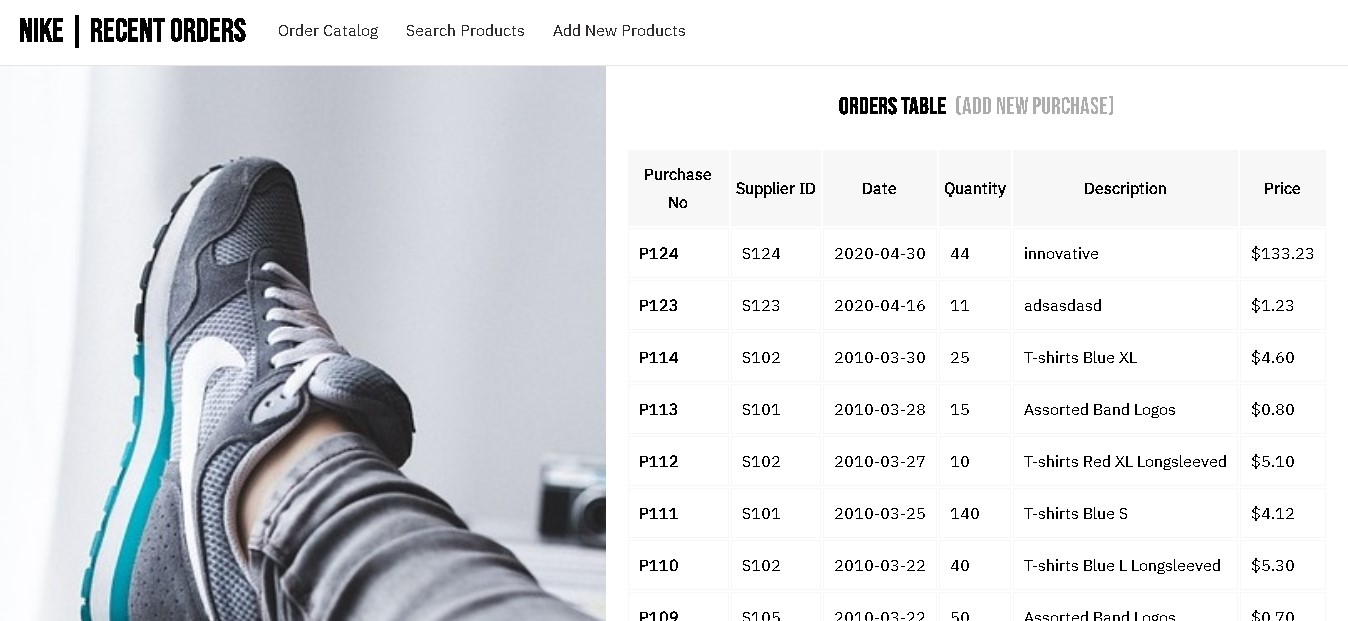 NIKE | RECENT ORDERS Order Catalog Search Products Add New Products
ORDERS TABLE (ADD NEW PURCHASE)
Purchase No Supplier ID Date Quantity Description Price
P124 S124 2020-04-30 44 innovative $133.23
P123 S123 2020-04-16 11 adsasdasd $1.23
P114 S102 2010-03-30 25 T-shirts Blue XL $4.60
P113 S101 2010-03-28 15 Assorted Band Logos $0.80
P112 S102 2010-03-27 10 T-shirts Red XL Longsleeved $5.10
P111 S101 2010-03-25 140 T-shirts Blue S $4.12
P110 S102 2010-03-22 40 T-shirts Blue L Longsleeved $5.30
P109 S105 2010-03-22 50 Assorted Band Logos $0.70